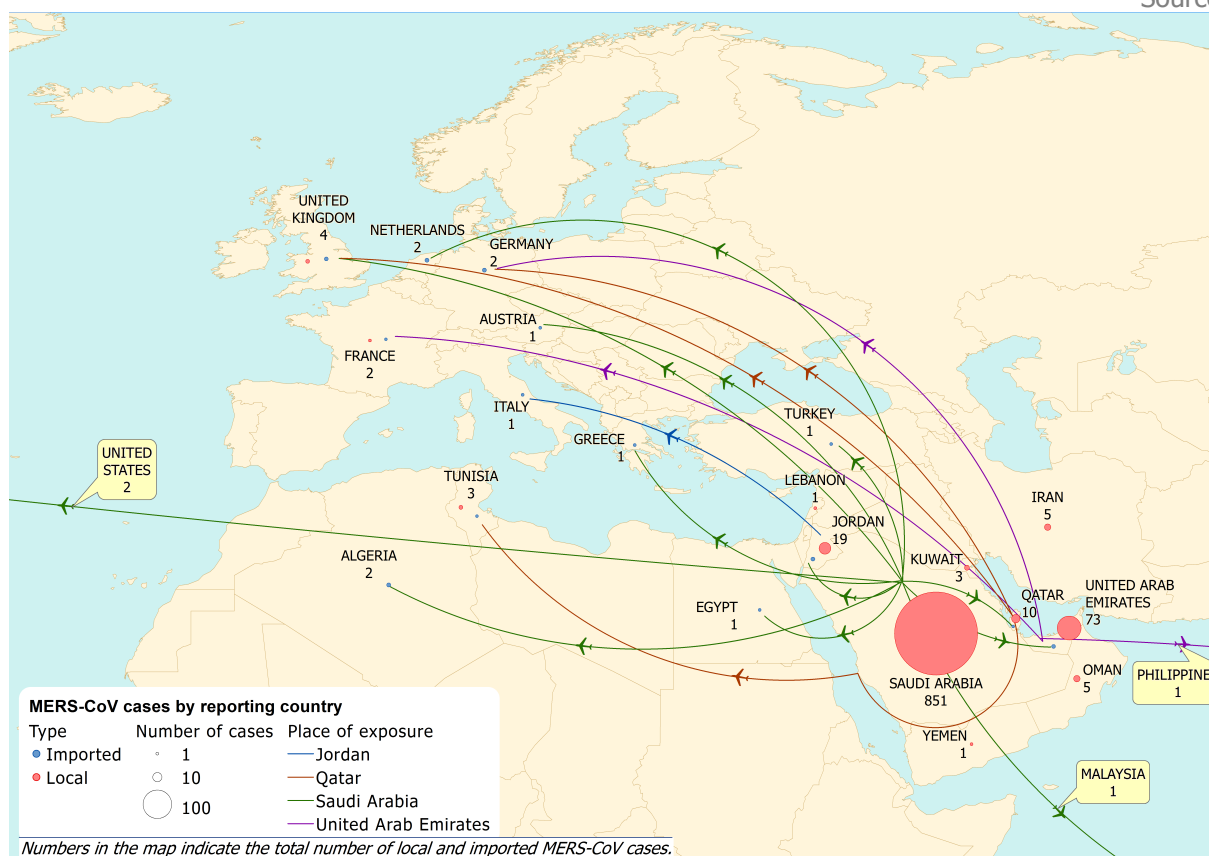 Source
UNITED
KINGDOM
4
NETHERLANDS
2
GERMANY
2
AUSTRIA
1
FRANCE
2
ITALY
1
GREECE
1
TURKEY
1
UNITED
STATES
2
TUNISIA
3
LEBANON
1
JORDAN
19
IRAN
5
ALGERIA
2
KUWAIT
3
EGYPT
1
QATAR
10
UNITED ARAB
EMIRATES
73
SAUDI ARABIA
851
OMAN
5
PHILIPPINE
1
YEMEN
1
MALAYSIA
1
MERS-CoV cases by reporting country
Type Number of cases Place of exposure
Imported 1 Jordan
Local 10 Qatar
100 Saudi Arabia
United Arab Emirates
Numbers in the map indicate the total number of local and imported MERS-CoV cases.